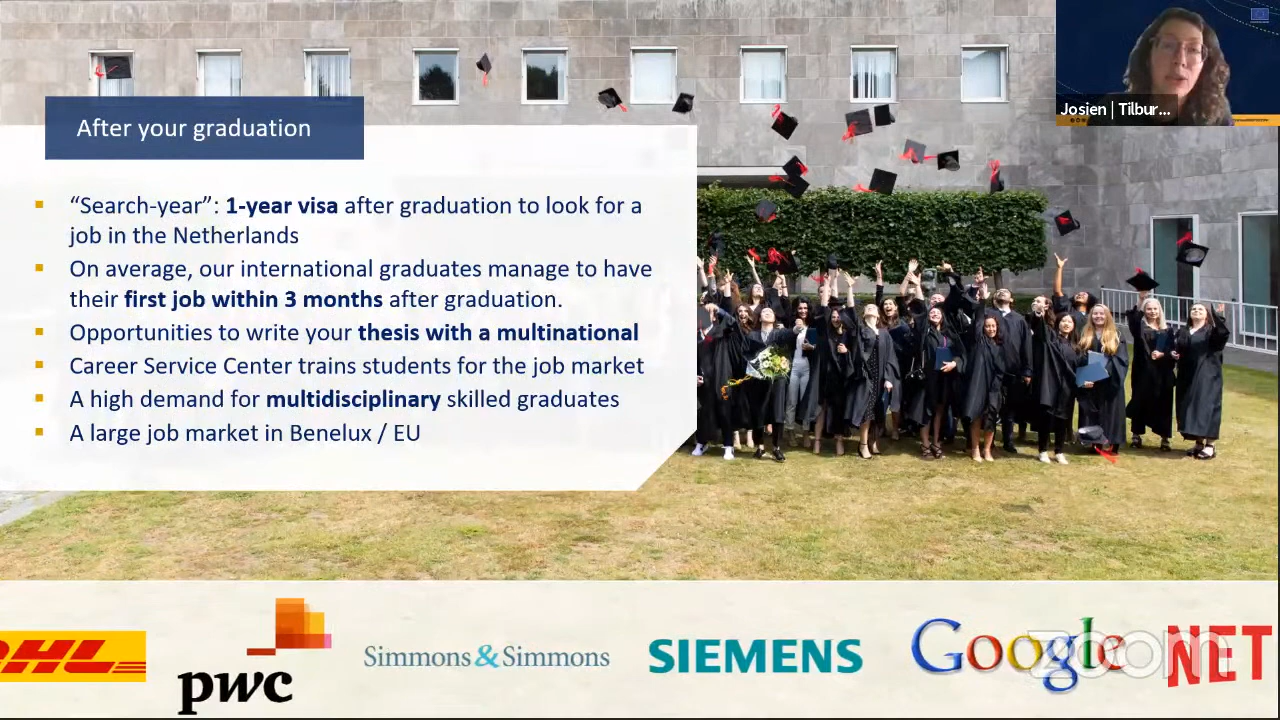 After your graduation
Josien | Tilbur...
“Search-year”: 1-year visa after graduation to look for a
job in the Netherlands
On average, our international graduates manage to have
their first job within 3 months after graduation.
Opportunities to write your thesis with a multinational
Career Service Center trains students for the job market
A high demand for multidisciplinary skilled graduates
A large job market in Benelux / EU
DHL
pwc
Simmons & Simmons
SIEMENS
Google
zoom
NET